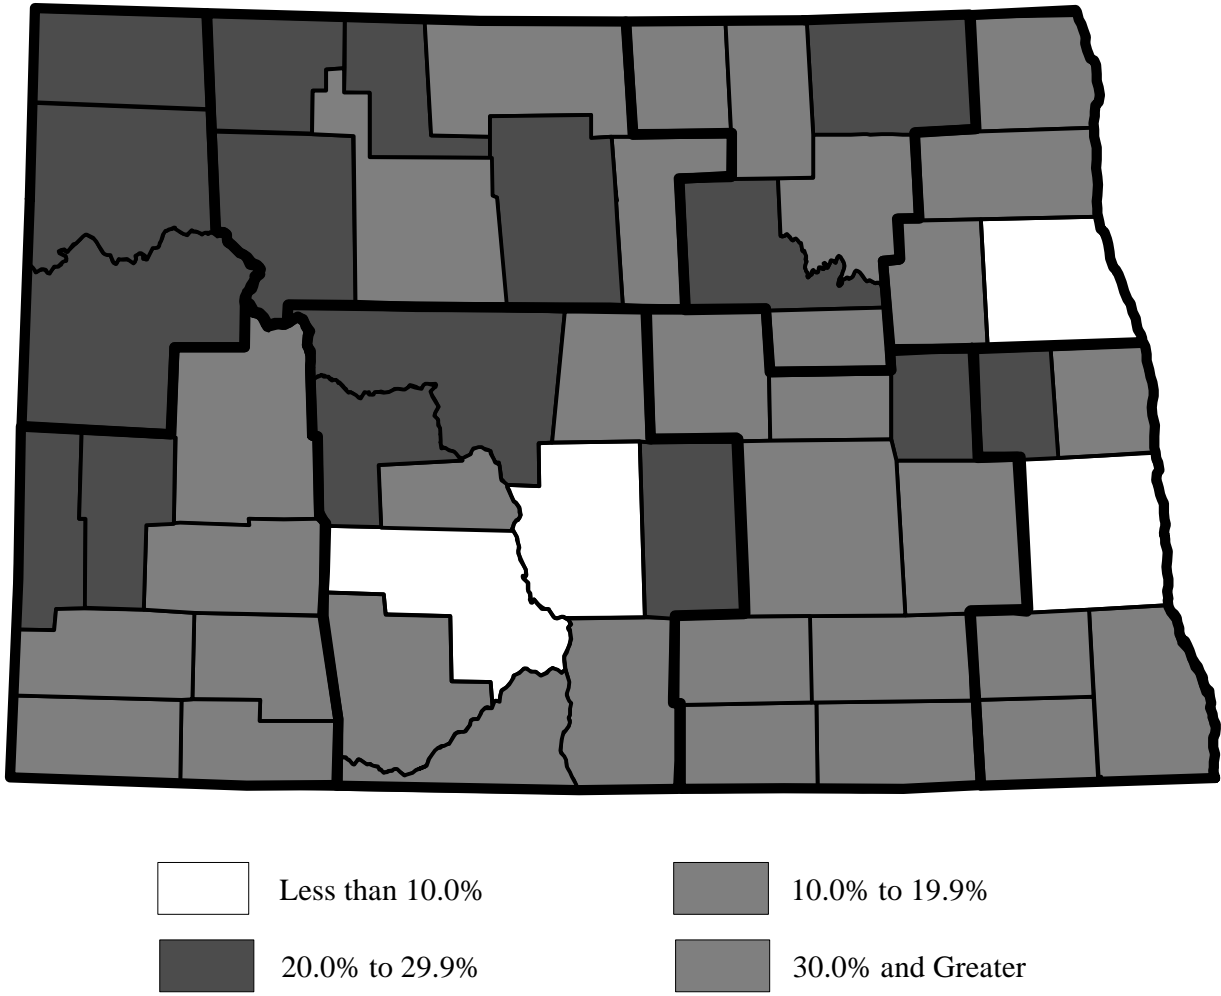 Less than 10.0%
10.0% to 19.9%
20.0% to 29.9%
30.0% and Greater